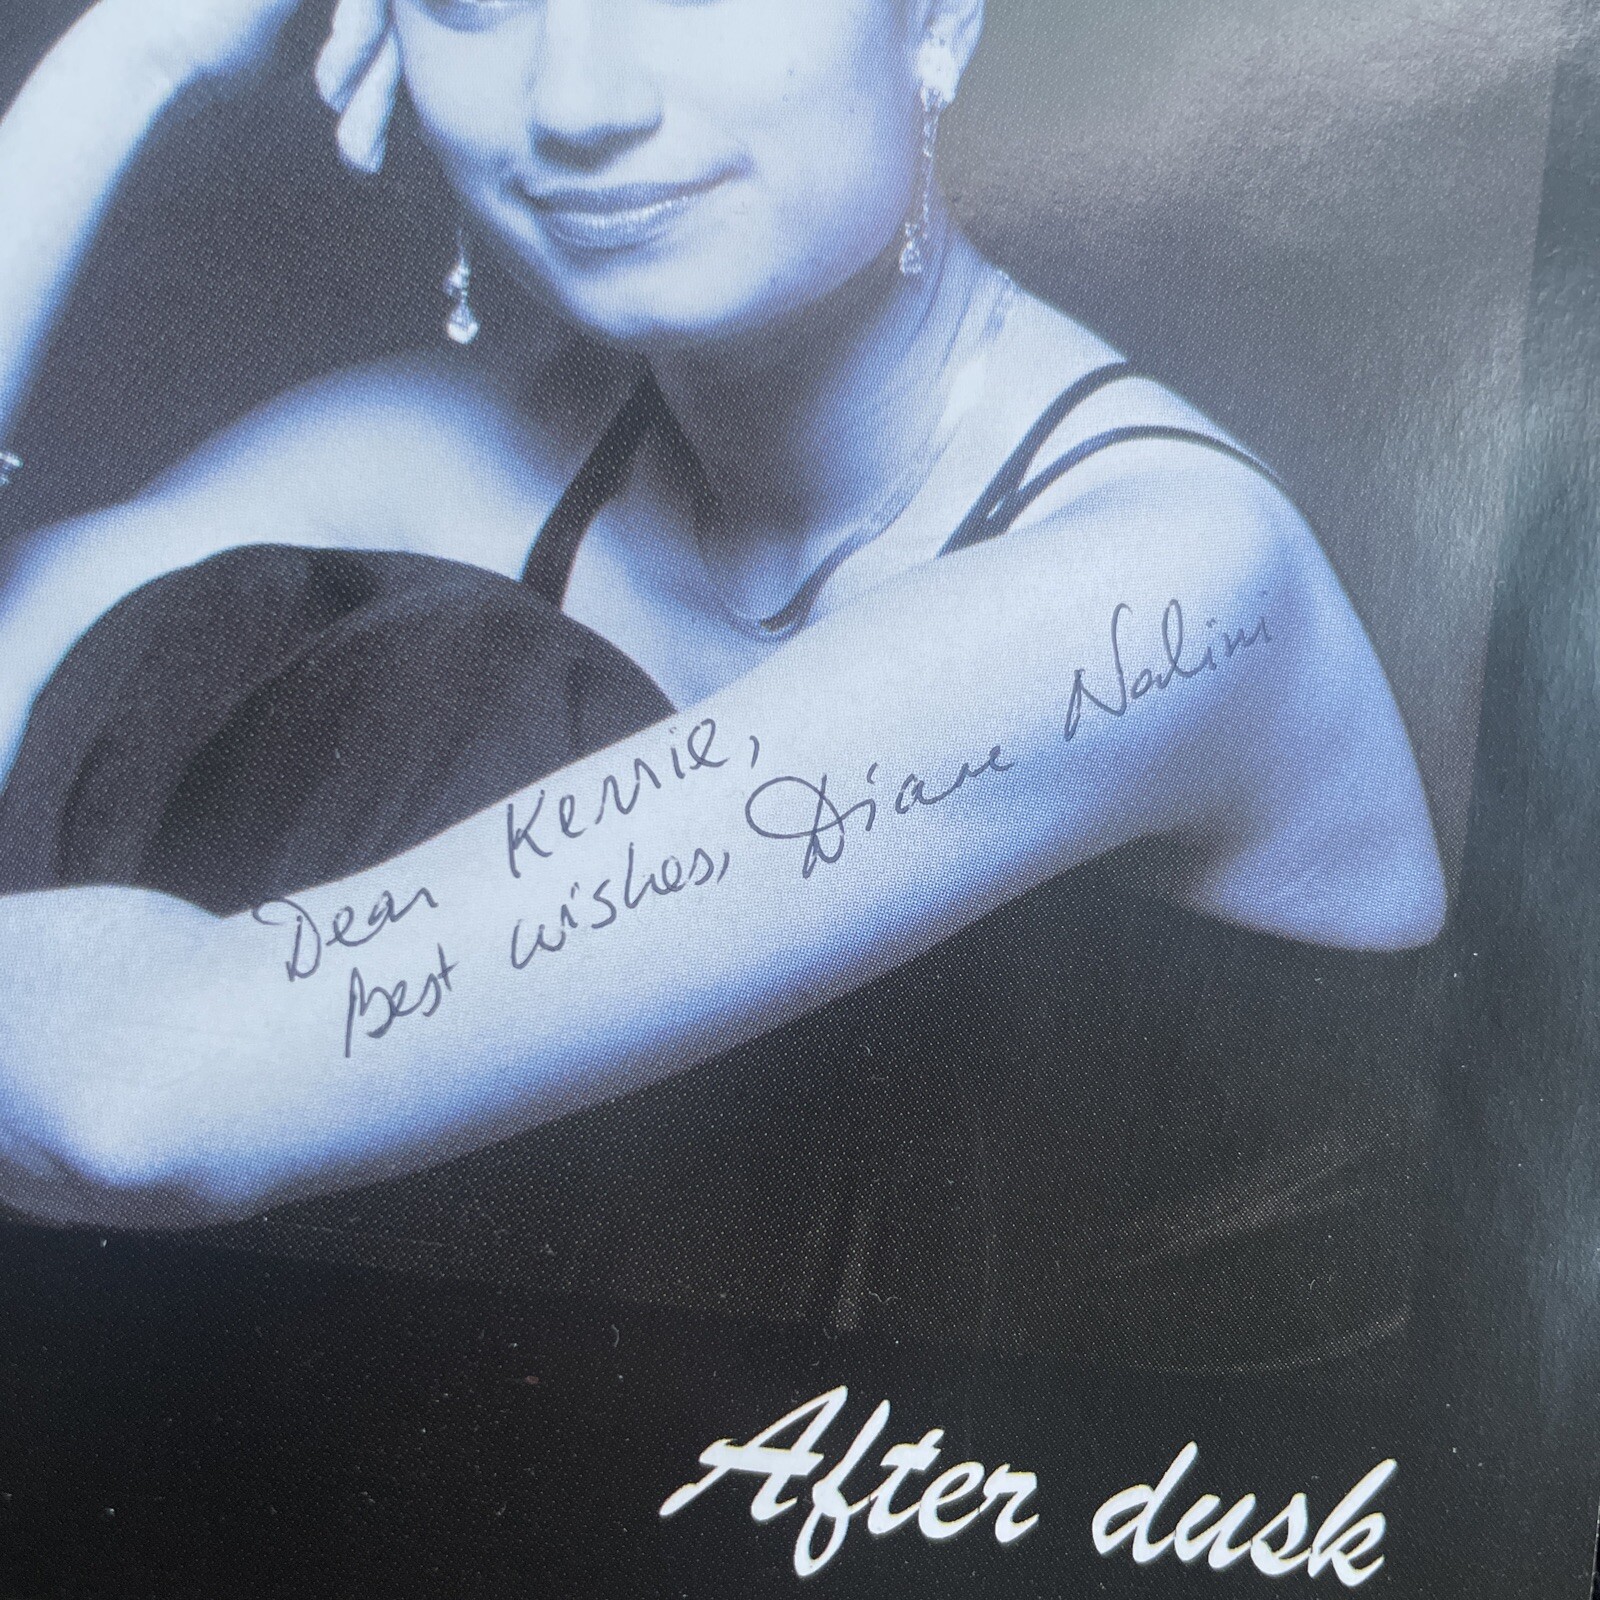 Dear Kerrie,
Best wishes, Diane Nalini
After dusk